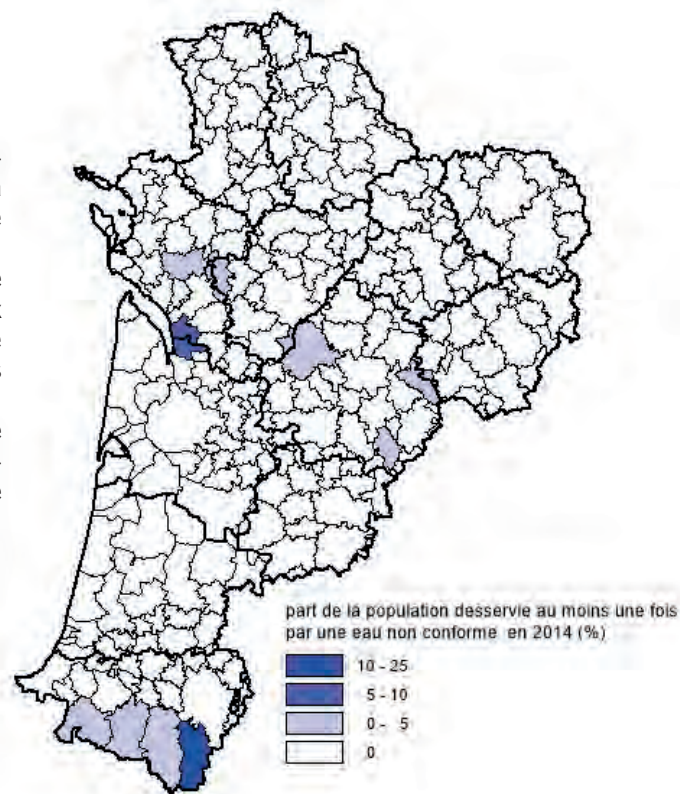 part de la population desservie au moins une fois
par une eau non conforme en 2014 (%)
10 - 25
5 - 10
0 - 5
0